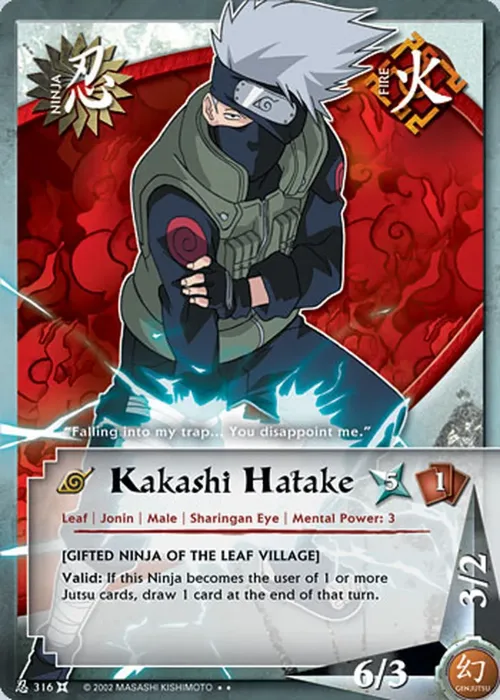 NINJA 忍
FIRE 火
"Falling into my trap... You disappoint me."
Kakashi Hatake 5 1
Leaf | Jonin | Male | Sharingan Eye | Mental Power: 3
[GIFTED NINJA OF THE LEAF VILLAGE]
Valid: If this Ninja becomes the user of 1 or more
Jutsu cards, draw 1 card at the end of that turn.
3/2
6/3
幻
GENJUTSU
忍 316 © 2002 MASASHI KISHIMOTO